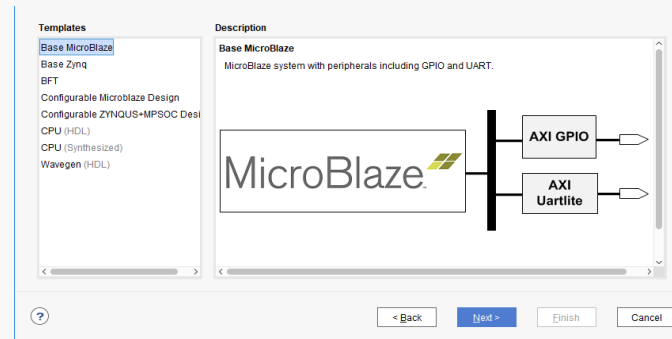 Templates
Base MicroBlaze
Base Zynq
BFT
Configurable Microblaze Design
Configurable ZYNQUS+MPSOC Desi
CPU (HDL)
CPU (Synthesized)
Wavegen (HDL)
Description
Base MicroBlaze
MicroBlaze system with peripherals including GPIO and UART.
MicroBlaze
AXI GPIO
AXI
Uartlite
?
< Back
Next >
Finish
Cancel